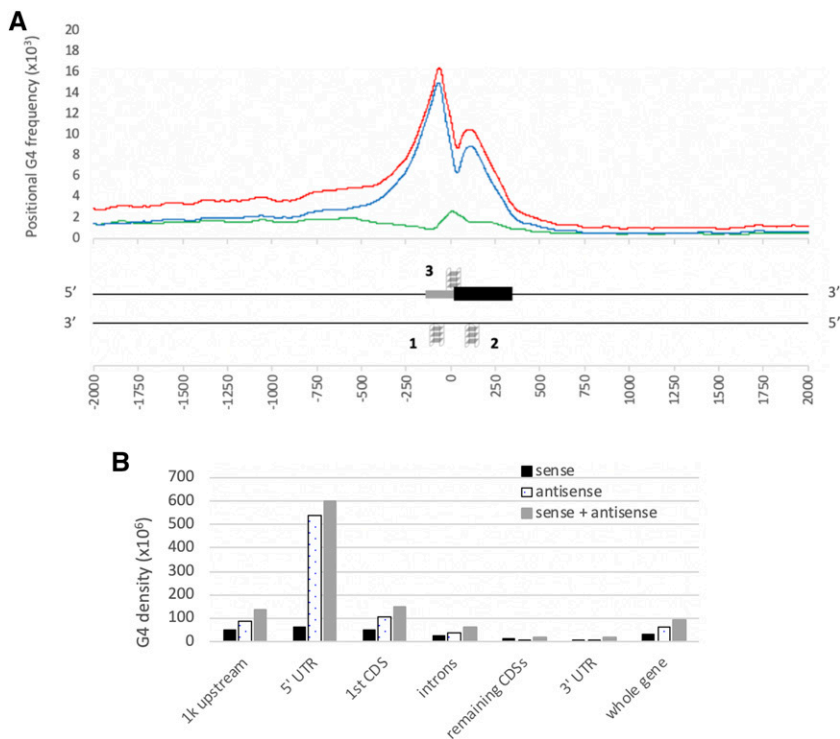 A
Positional G4 frequency (x10³)
20
18
16
14
12
10
8
6
4
2
0
3
5′ 3′
3′ 5′
1 2
-2000 -1750 -1500 -1250 -1000 -750 -500 -250 0 250 500 750 1000 1250 1500 1750 2000
B
G4 density (x10⁶)
700
600
500
400
300
200
100
0
sense
antisense
sense + antisense
1k upstream
5' UTR
1st CDS
introns
remaining CDSs
3' UTR
whole gene